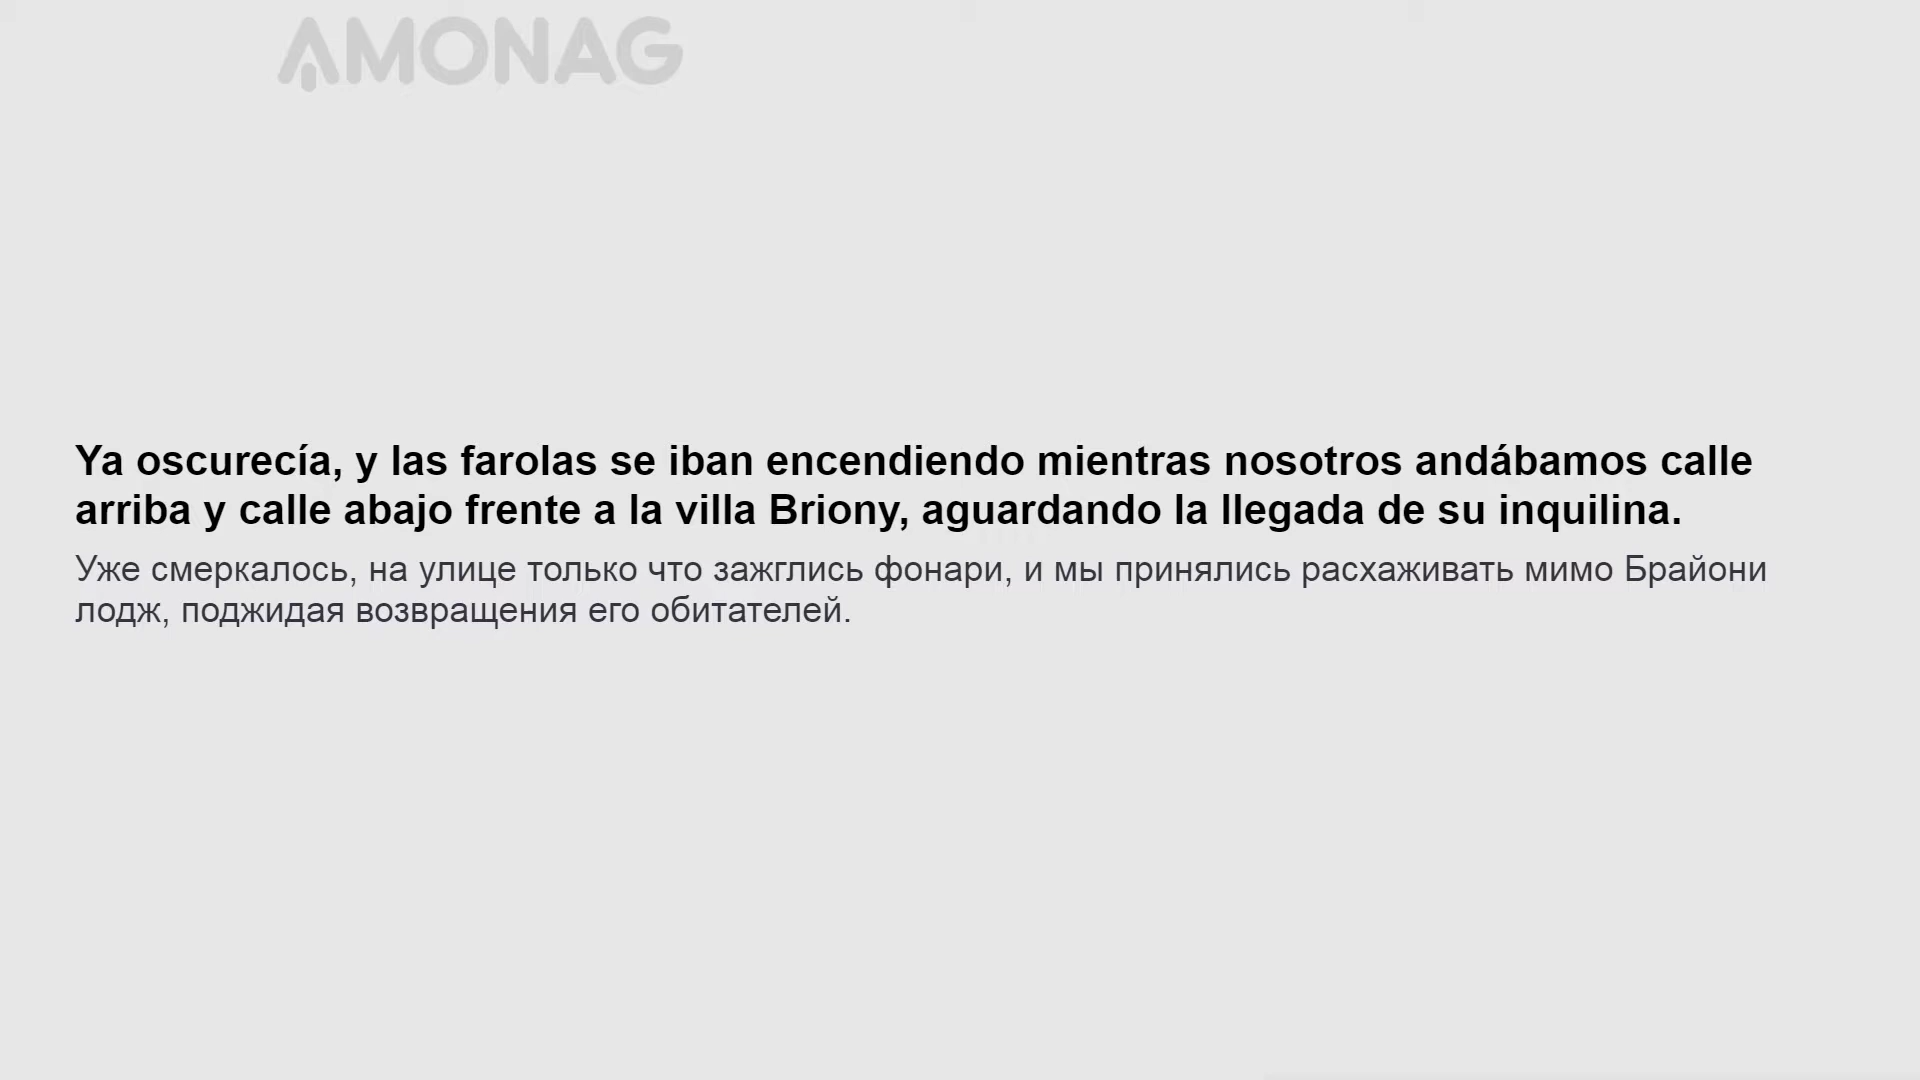 AMONAG
Ya oscurecía, y las farolas se iban encendiendo mientras nosotros andábamos calle
arriba y calle abajo frente a la villa Briony, aguardando la llegada de su inquilina.
Уже смеркалось, на улице только что зажглись фонари, и мы принялись расхаживать мимо Брайони
лодж, поджидая возвращения его обитателей.